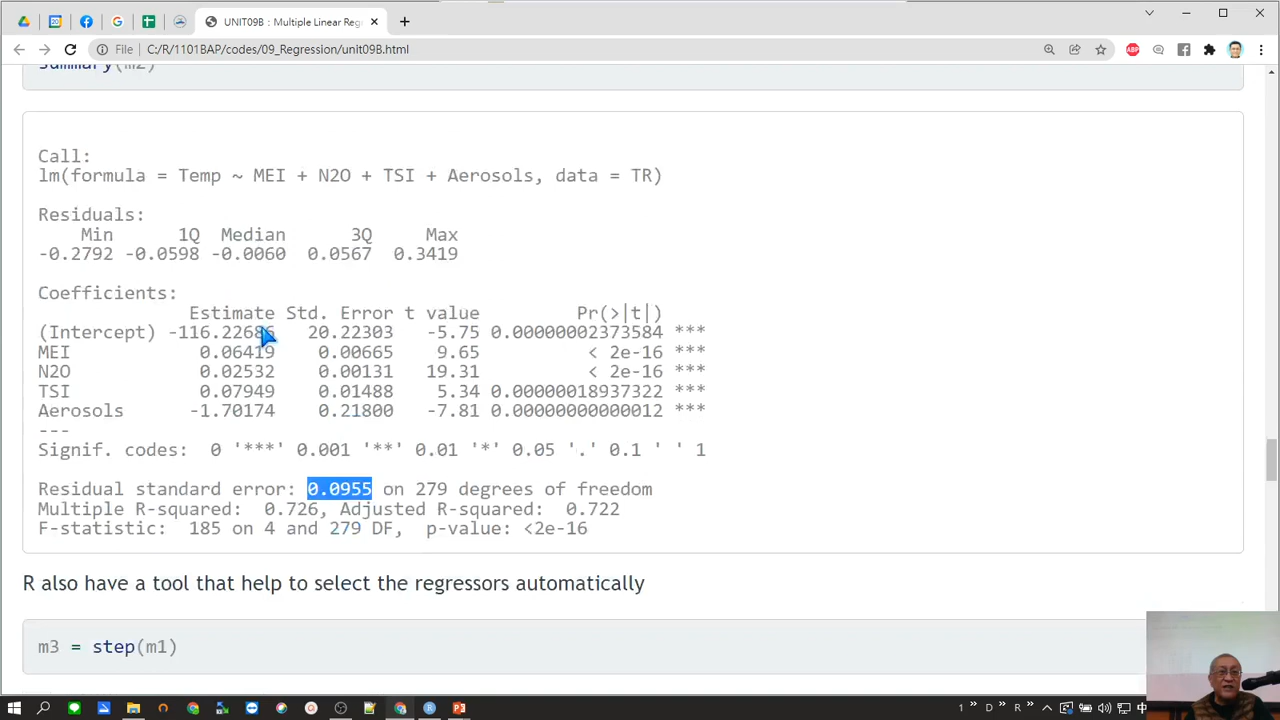 UNIT09B : Multiple Linear Reg
File C:/R/1101BAP/codes/09_Regression/unit09B.html
summary(m2)
Call:
lm(formula = Temp ~ MEI + N2O + TSI + Aerosols, data = TR)
Residuals:
Min 1Q Median 3Q Max
-0.2792 -0.0598 -0.0060 0.0567 0.3419
Coefficients:
Estimate Std. Error t value Pr(>|t|)
(Intercept) -116.22686 20.22303 -5.75 0.00000002373584 ***
MEI 0.06419 0.00665 9.65 < 2e-16 ***
N2O 0.02532 0.00131 19.31 < 2e-16 ***
TSI 0.07949 0.01488 5.34 0.00000018937322 ***
Aerosols -1.70174 0.21800 -7.81 0.00000000000012 ***
---
Signif. codes: 0 '***' 0.001 '**' 0.01 '*' 0.05 '.' 0.1 ' ' 1
Residual standard error: 0.0955 on 279 degrees of freedom
Multiple R-squared: 0.726, Adjusted R-squared: 0.722
F-statistic: 185 on 4 and 279 DF, p-value: <2e-16
R also have a tool that help to select the regressors automatically
m3 = step(m1)